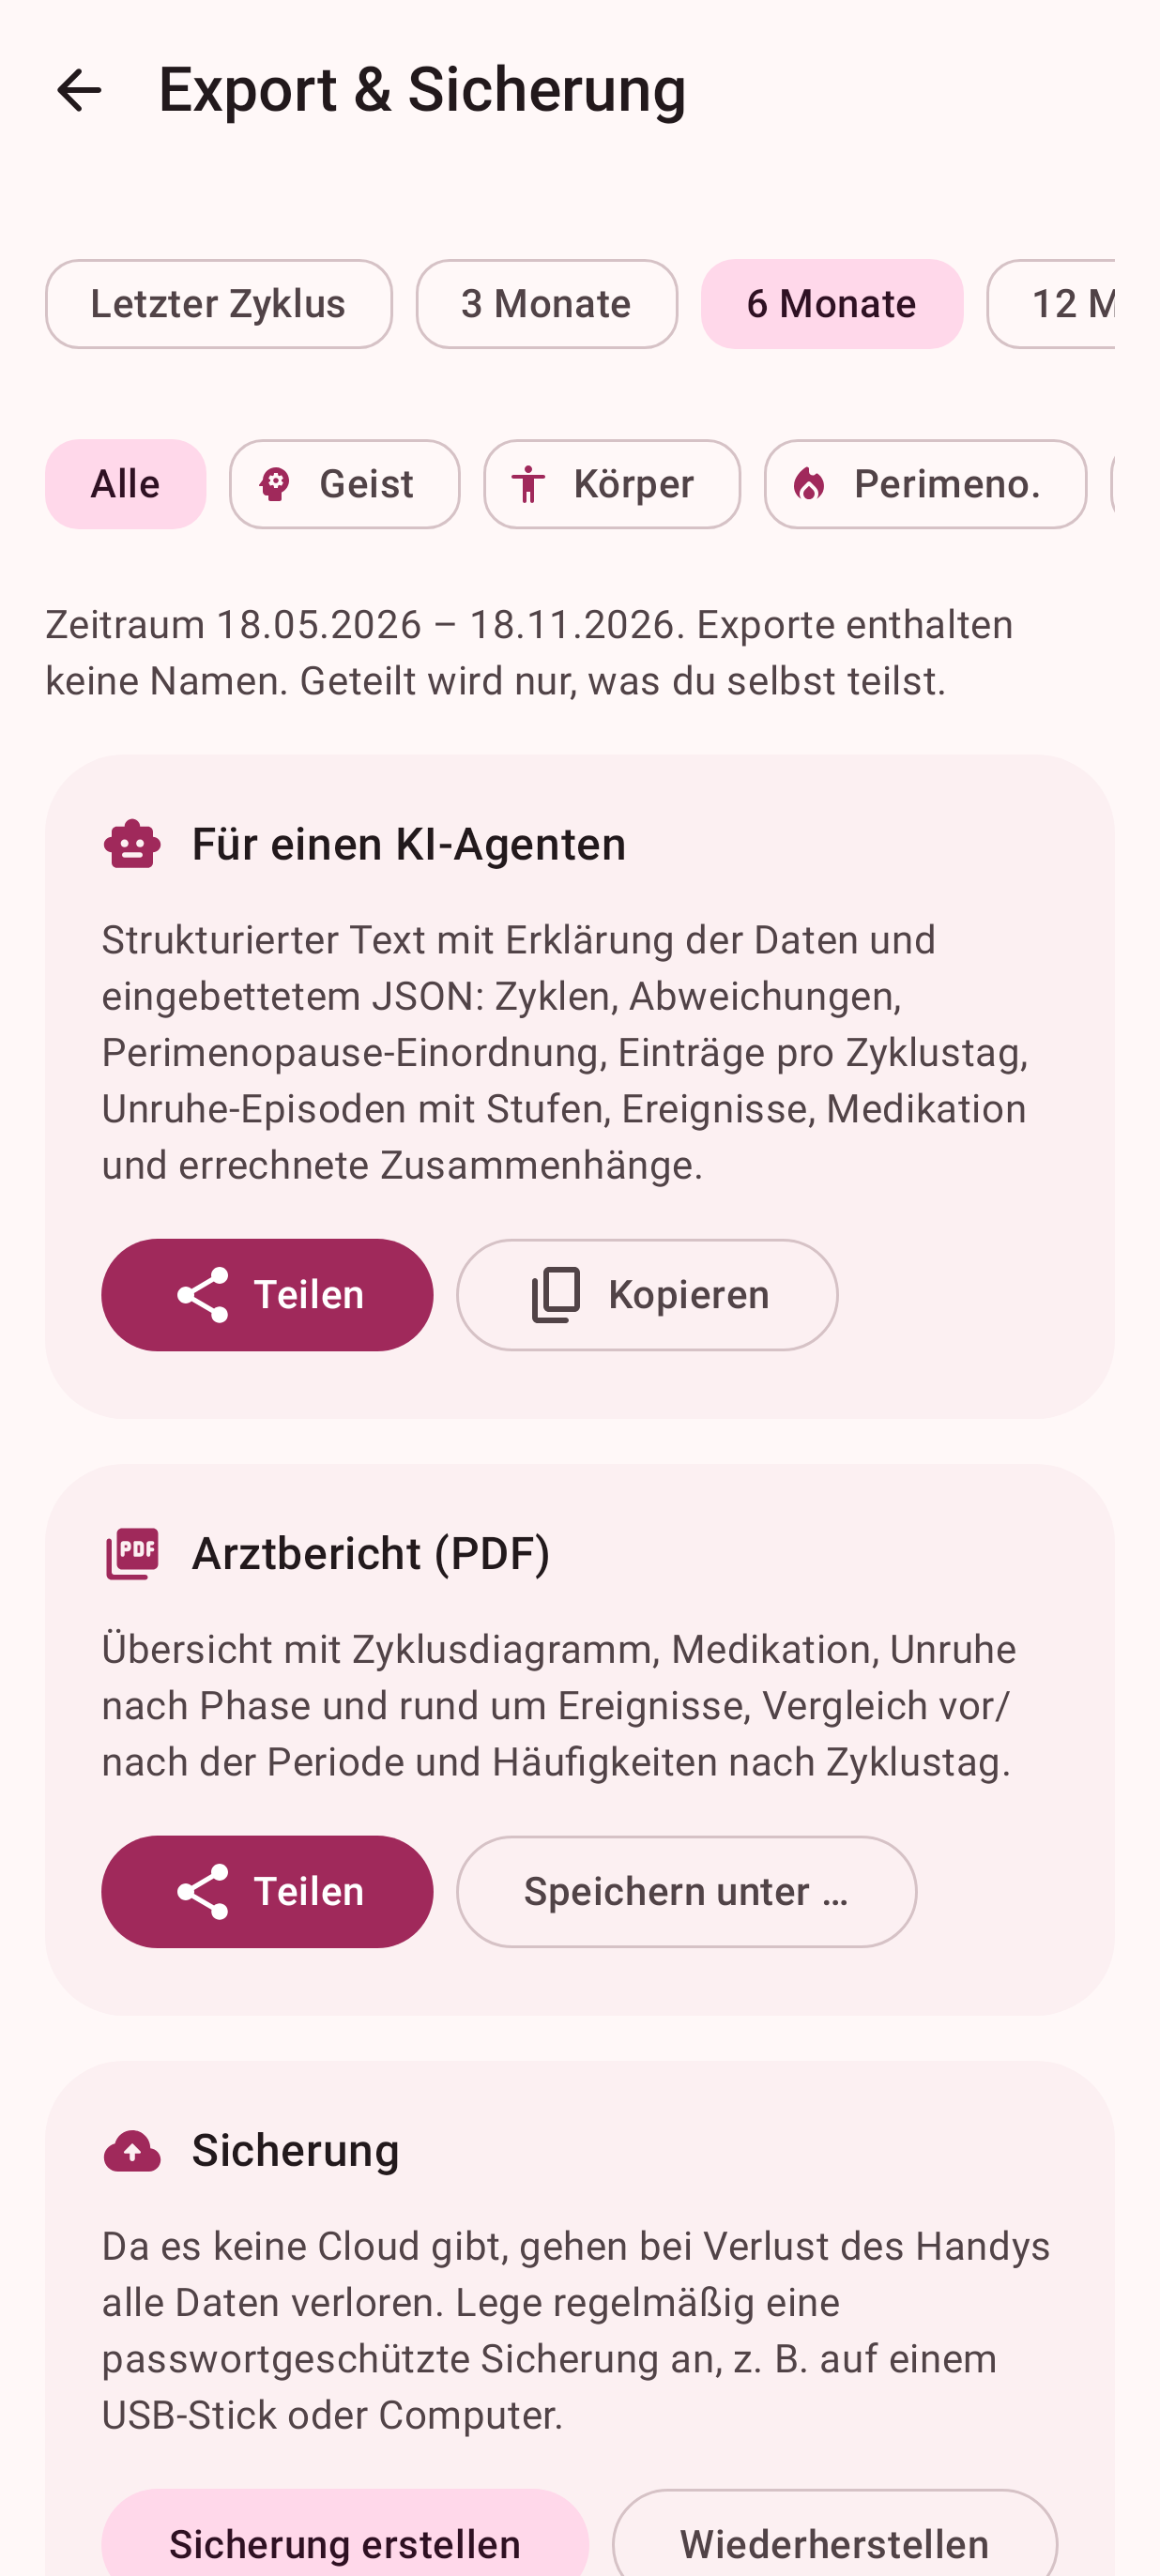 Export & Sicherung
Letzter Zyklus
3 Monate
6 Monate
12 M
Alle
Geist
Körper
Perimeno.
Zeitraum 18.05.2026 – 18.11.2026. Exporte enthalten
keine Namen. Geteilt wird nur, was du selbst teilst.
Für einen KI-Agenten
Strukturierter Text mit Erklärung der Daten und
eingebettetem JSON: Zyklen, Abweichungen,
Perimenopause-Einordnung, Einträge pro Zyklustag,
Unruhe-Episoden mit Stufen, Ereignisse, Medikation
und errechnete Zusammenhänge.
Teilen
Kopieren
PDF
Arztbericht (PDF)
Übersicht mit Zyklusdiagramm, Medikation, Unruhe
nach Phase und rund um Ereignisse, Vergleich vor/
nach der Periode und Häufigkeiten nach Zyklustag.
Teilen
Speichern unter …
Sicherung
Da es keine Cloud gibt, gehen bei Verlust des Handys
alle Daten verloren. Lege regelmäßig eine
passwortgeschützte Sicherung an, z. B. auf einem
USB-Stick oder Computer.
Sicherung erstellen
Wiederherstellen